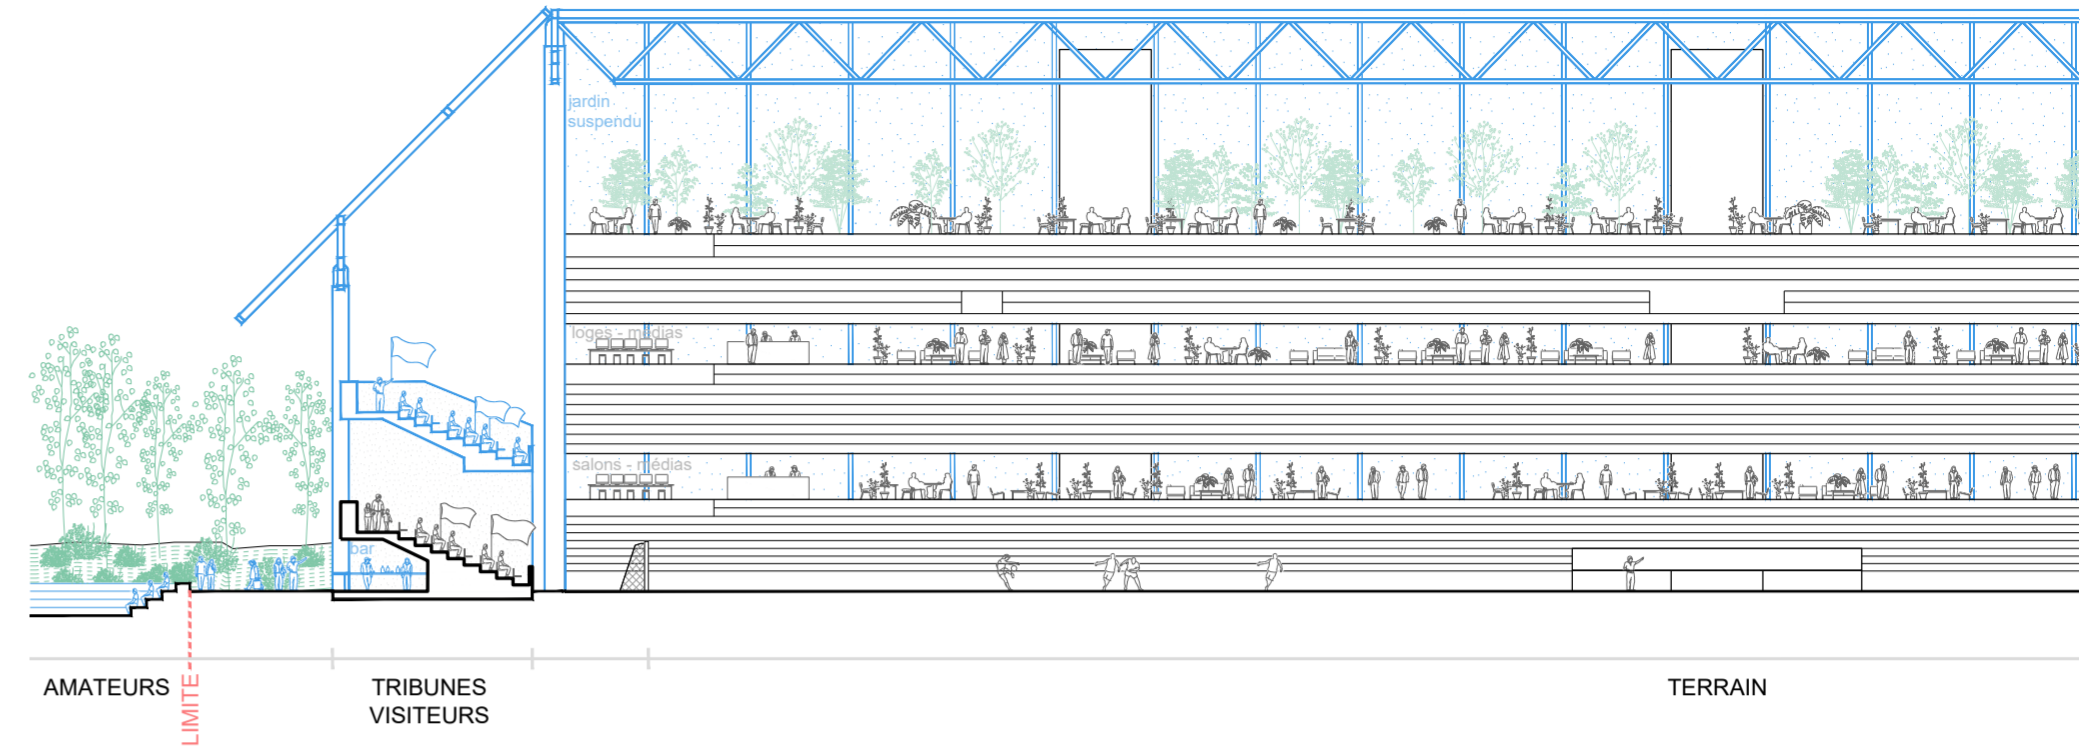 jardin
suspendu
loges - médias
salons - médias
bar
AMATEURS
LIMITE
TRIBUNES
VISITEURS
TERRAIN